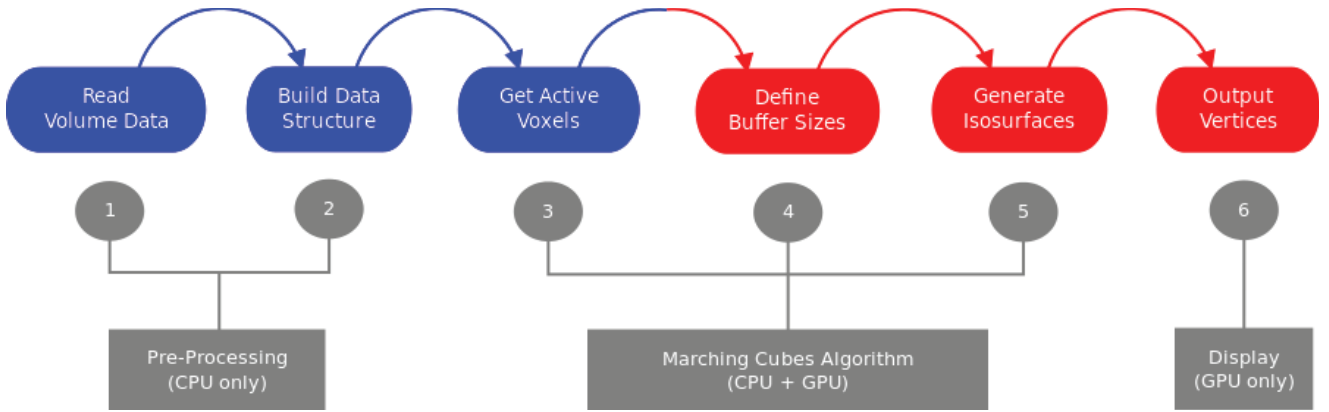 Read
Volume Data
Build Data
Structure
Get Active
Voxels
Define
Buffer Sizes
Generate
Isosurfaces
Output
Vertices
1
2
3
4
5
6
Pre-Processing
(CPU only)
Marching Cubes Algorithm
(CPU + GPU)
Display
(GPU only)